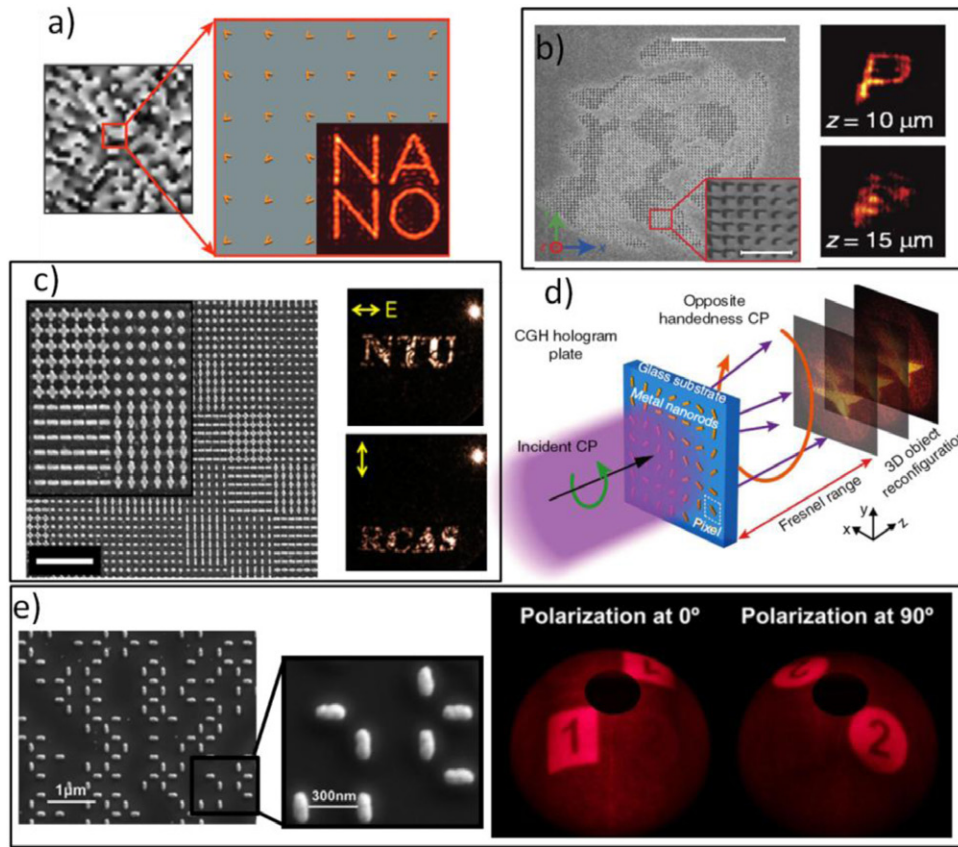 a)
NA
NO
b)
P
z = 10 μm
z = 15 μm
x
c)
E
NTU
RCAS
d)
CGH hologram
plate
Opposite
handedness CP
Glass substrate
Metal nanorods
Incident CP
Pixel
Fresnel range
3D object
reconfiguration
y
x
z
e)
1μm
300nm
Polarization at 0º
Polarization at 90º
1
2
2